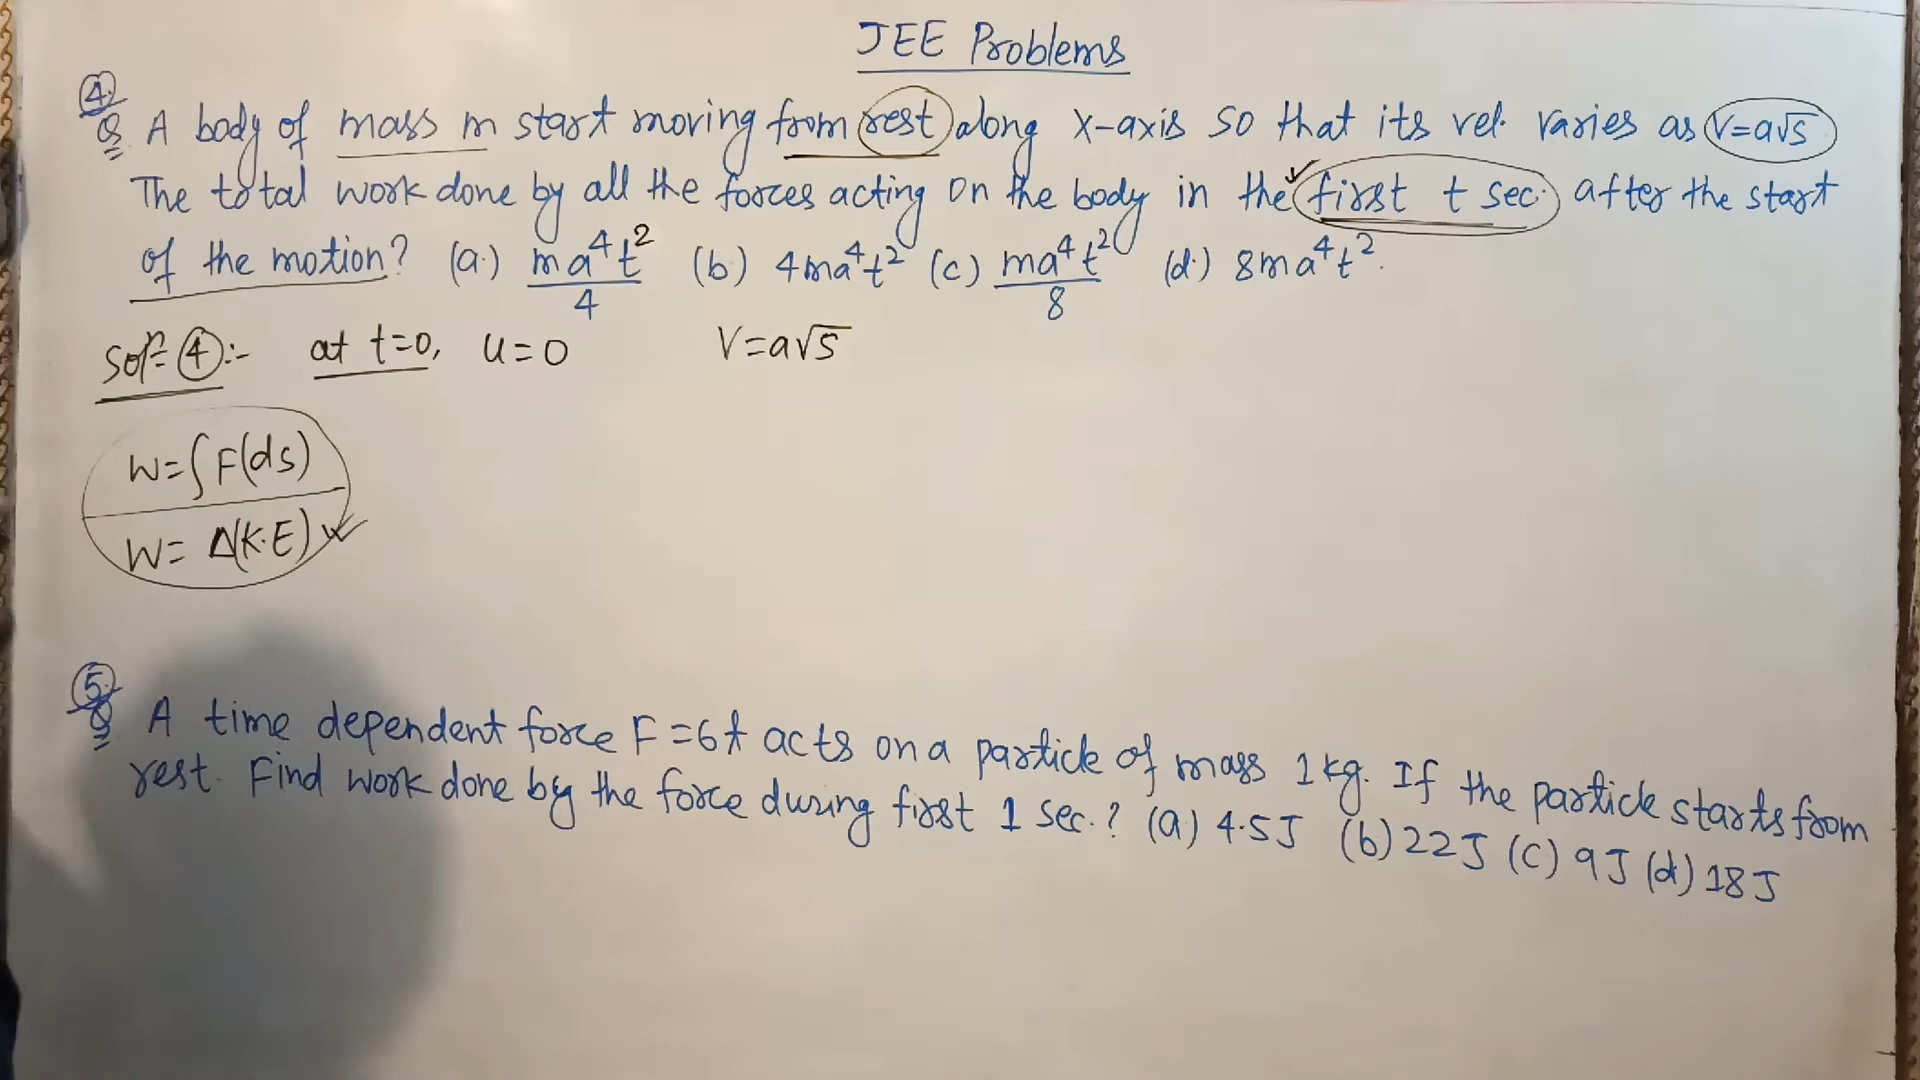 JEE Problems
④
Q A body of mass m start moving from rest along x-axis so that its vel. varies as V=a√s
The total work done by all the forces acting on the body in the first t sec. after the start
of the motion? (a.) ma⁴t²/4 (b) 4ma⁴t² (c) ma⁴t²/8 (d.) 8ma⁴t².
Solⁿ ④:- at t=0, u=0 V=a√s
W=∫F(ds)
W= Δ(K.E)
⑤
Q A time dependent force F=6t acts on a particle of mass 1kg. If the particle starts from
rest. Find work done by the force during first 1 sec.? (a) 4.5J (b) 22J (c) 9J (d) 18J